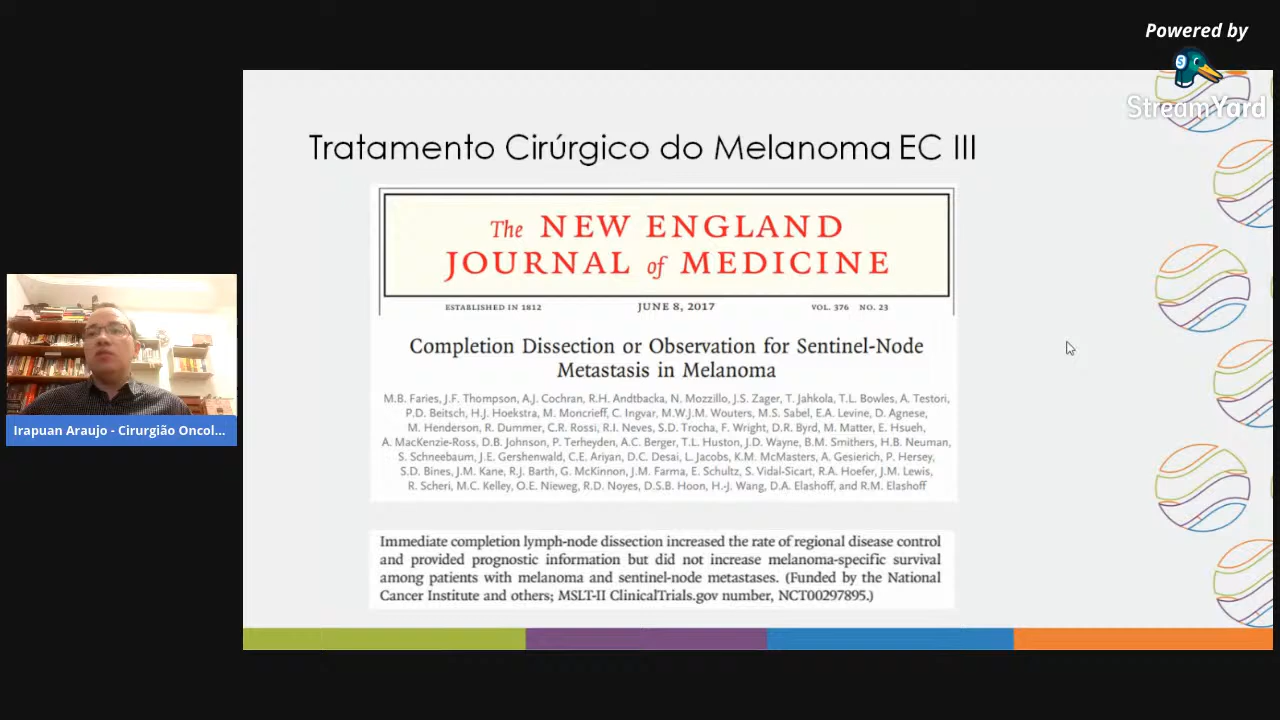 Powered by
StreamYard
Tratamento Cirúrgico do Melanoma EC III
The NEW ENGLAND
JOURNAL of MEDICINE
ESTABLISHED IN 1812 JUNE 8, 2017 VOL. 376 NO. 23
Completion Dissection or Observation for Sentinel-Node
Metastasis in Melanoma
M.B. Faries, J.F. Thompson, A.J. Cochran, R.H. Andtbacka, N. Mozzillo, J.S. Zager, T. Jahkola, T.L. Bowles, A. Testori,
P.D. Beitsch, H.J. Hoekstra, M. Moncrieff, C. Ingvar, M.W.J.M. Wouters, M.S. Sabel, E.A. Levine, D. Agnese,
M. Henderson, R. Dummer, C.R. Rossi, R.I. Neves, S.D. Trocha, F. Wright, D.R. Byrd, M. Matter, E. Hsueh,
A. MacKenzie-Ross, D.B. Johnson, P. Terheyden, A.C. Berger, T.L. Huston, J.D. Wayne, B.M. Smithers, H.B. Neuman,
S. Schneebaum, J.E. Gershenwald, C.E. Ariyan, D.C. Desai, L. Jacobs, K.M. McMasters, A. Gesierich, P. Hersey,
S.D. Bines, J.M. Kane, R.J. Barth, G. McKinnon, J.M. Farma, E. Schultz, S. Vidal-Sicart, R.A. Hoefer, J.M. Lewis,
R. Scheri, M.C. Kelley, O.E. Nieweg, R.D. Noyes, D.S.B. Hoon, H.-J. Wang, D.A. Elashoff, and R.M. Elashoff
Immediate completion lymph-node dissection increased the rate of regional disease control
and provided prognostic information but did not increase melanoma-specific survival
among patients with melanoma and sentinel-node metastases. (Funded by the National
Cancer Institute and others; MSLT-II ClinicalTrials.gov number, NCT00297895.)
Irapuan Araujo - Cirurgião Oncol...